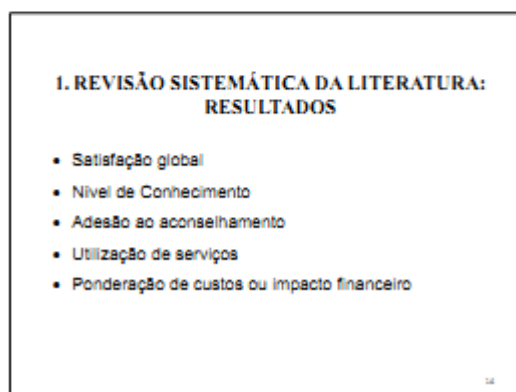 1. REVISÃO SISTEMÁTICA DA LITERATURA:
RESULTADOS
• Satisfação global
• Nível de Conhecimento
• Adesão ao aconselhamento
• Utilização de serviços
• Ponderação de custos ou impacto financeiro